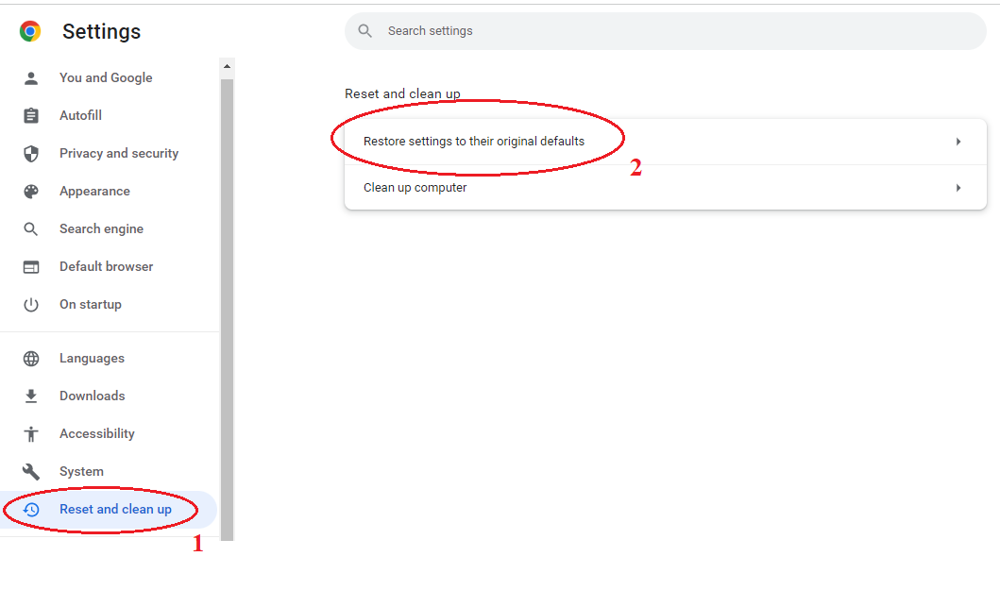 Settings
Search settings
You and Google
Autofill
Privacy and security
Appearance
Search engine
Default browser
On startup
Languages
Downloads
Accessibility
System
Reset and clean up
1
Reset and clean up
Restore settings to their original defaults
2
Clean up computer